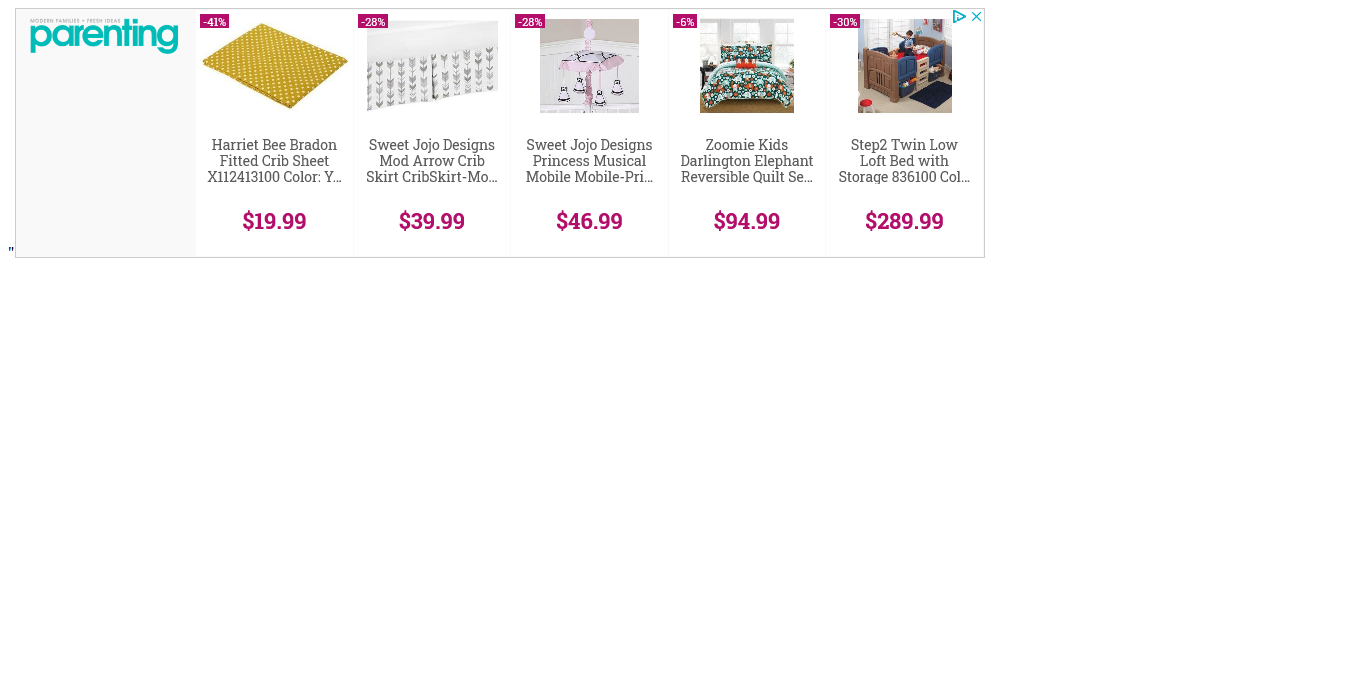 MODERN FAMILIES + FRESH IDEAS
parenting
-41%
Harriet Bee Bradon
Fitted Crib Sheet
X112413100 Color: Y...
$19.99
-28%
Sweet Jojo Designs
Mod Arrow Crib
Skirt CribSkirt-Mo...
$39.99
-28%
Sweet Jojo Designs
Princess Musical
Mobile Mobile-Pri...
$46.99
-6%
Zoomie Kids
Darlington Elephant
Reversible Quilt Se...
$94.99
-30%
Step2 Twin Low
Loft Bed with
Storage 836100 Col...
$289.99
"